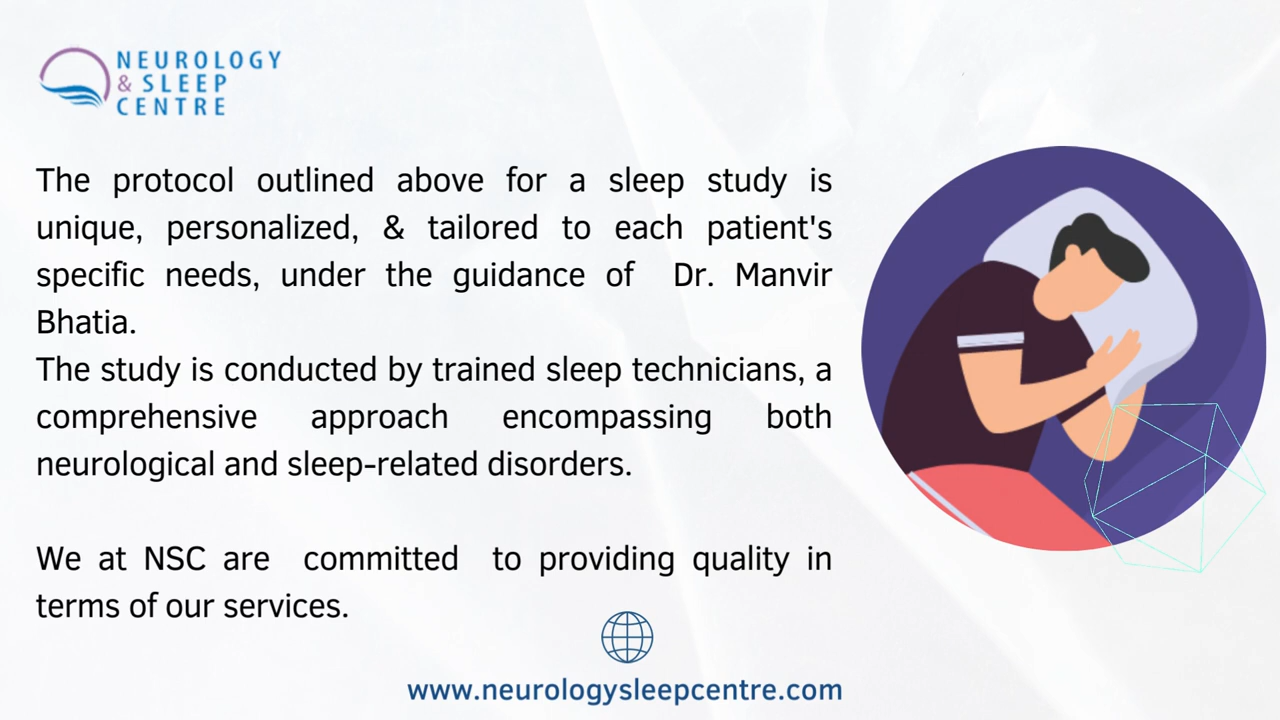 NEUROLOGY
& SLEEP
CENTRE
The protocol outlined above for a sleep study is
unique, personalized, & tailored to each patient's
specific needs, under the guidance of Dr. Manvir
Bhatia.
The study is conducted by trained sleep technicians, a
comprehensive approach encompassing both
neurological and sleep-related disorders.
We at NSC are committed to providing quality in
terms of our services.
www.neurologysleepcentre.com